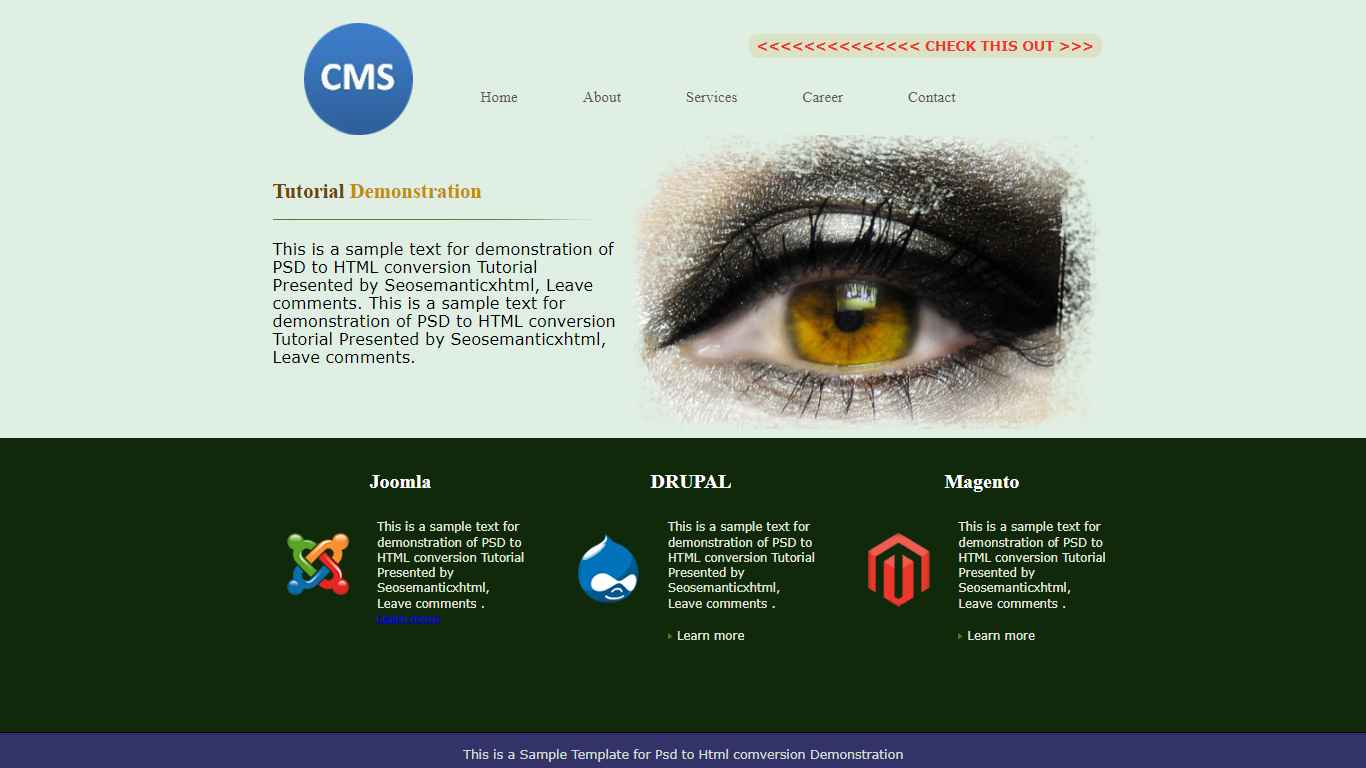 CMS
<<<<<<<<<<<<<< CHECK THIS OUT >>>
Home About Services Career Contact
Tutorial Demonstration
This is a sample text for demonstration of
PSD to HTML conversion Tutorial
Presented by Seosemanticxhtml, Leave
comments. This is a sample text for
demonstration of PSD to HTML conversion
Tutorial Presented by Seosemanticxhtml,
Leave comments.
Joomla
This is a sample text for
demonstration of PSD to
HTML conversion Tutorial
Presented by
Seosemanticxhtml,
Leave comments .
Learn more
DRUPAL
This is a sample text for
demonstration of PSD to
HTML conversion Tutorial
Presented by
Seosemanticxhtml,
Leave comments .
Learn more
Magento
This is a sample text for
demonstration of PSD to
HTML conversion Tutorial
Presented by
Seosemanticxhtml,
Leave comments .
Learn more
This is a Sample Template for Psd to Html comversion Demonstration